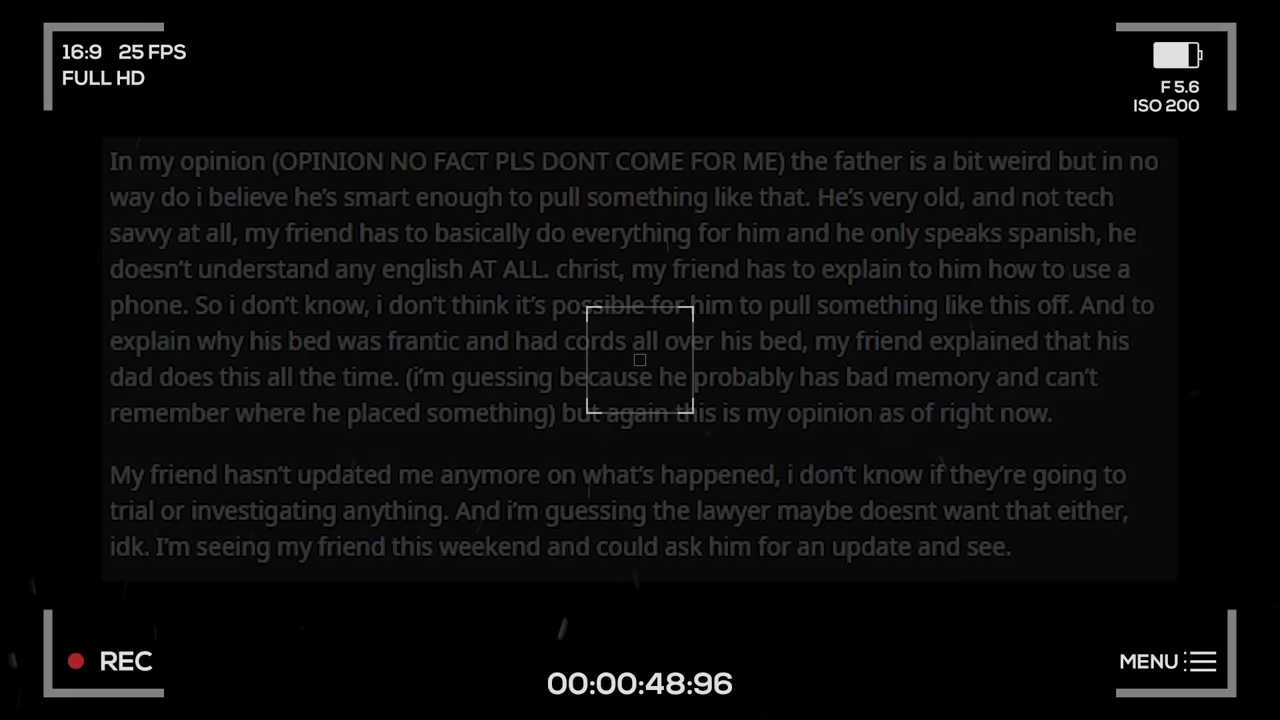 16:9 25 FPS
FULL HD
F 5.6
ISO 200
In my opinion (OPINION NO FACT PLS DONT COME FOR ME) the father is a bit weird but in no
way do i believe he's smart enough to pull something like that. He's very old, and not tech
savvy at all, my friend has to basically do everything for him and he only speaks spanish, he
doesn't understand any english AT ALL. christ, my friend has to explain to him how to use a
phone. So i don't know, i don't think it's possible for him to pull something like this off. And to
explain why his bed was frantic and had cords all over his bed, my friend explained that his
dad does this all the time. (i'm guessing because he probably has bad memory and can't
remember where he placed something) but again this is my opinion as of right now.
My friend hasn't updated me anymore on what's happened, i don't know if they're going to
trial or investigating anything. And i'm guessing the lawyer maybe doesnt want that either,
idk. I'm seeing my friend this weekend and could ask him for an update and see.
REC
00:00:48:96
MENU